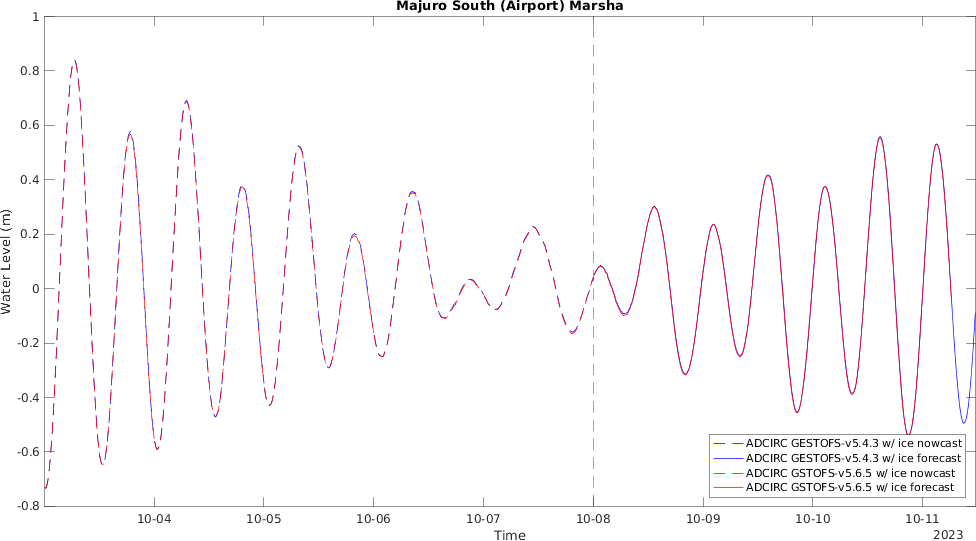 Majuro South (Airport) Marsha
1
0.8
0.6
0.4
0.2
0
-0.2
-0.4
-0.6
-0.8
Water Level (m)
ADCIRC GESTOFS-v5.4.3 w/ ice nowcast
ADCIRC GSTOFS-v5.4.3 w/ ice forecast
ADCIRC GSTOFS-v5.6.5 w/ ice nowcast
ADCIRC GSTOFS-v5.6.5 w/ ice forecast
10-04 10-05 10-06 10-07 10-08 10-09 10-10 10-11
Time
2023